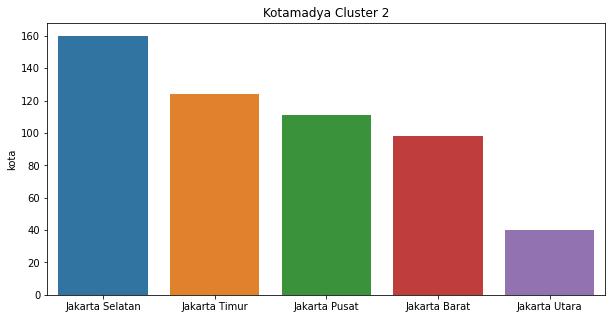 Kotamadya Cluster 2
kota
160
140
120
100
80
60
40
20
0
Jakarta Selatan
Jakarta Timur
Jakarta Pusat
Jakarta Barat
Jakarta Utara